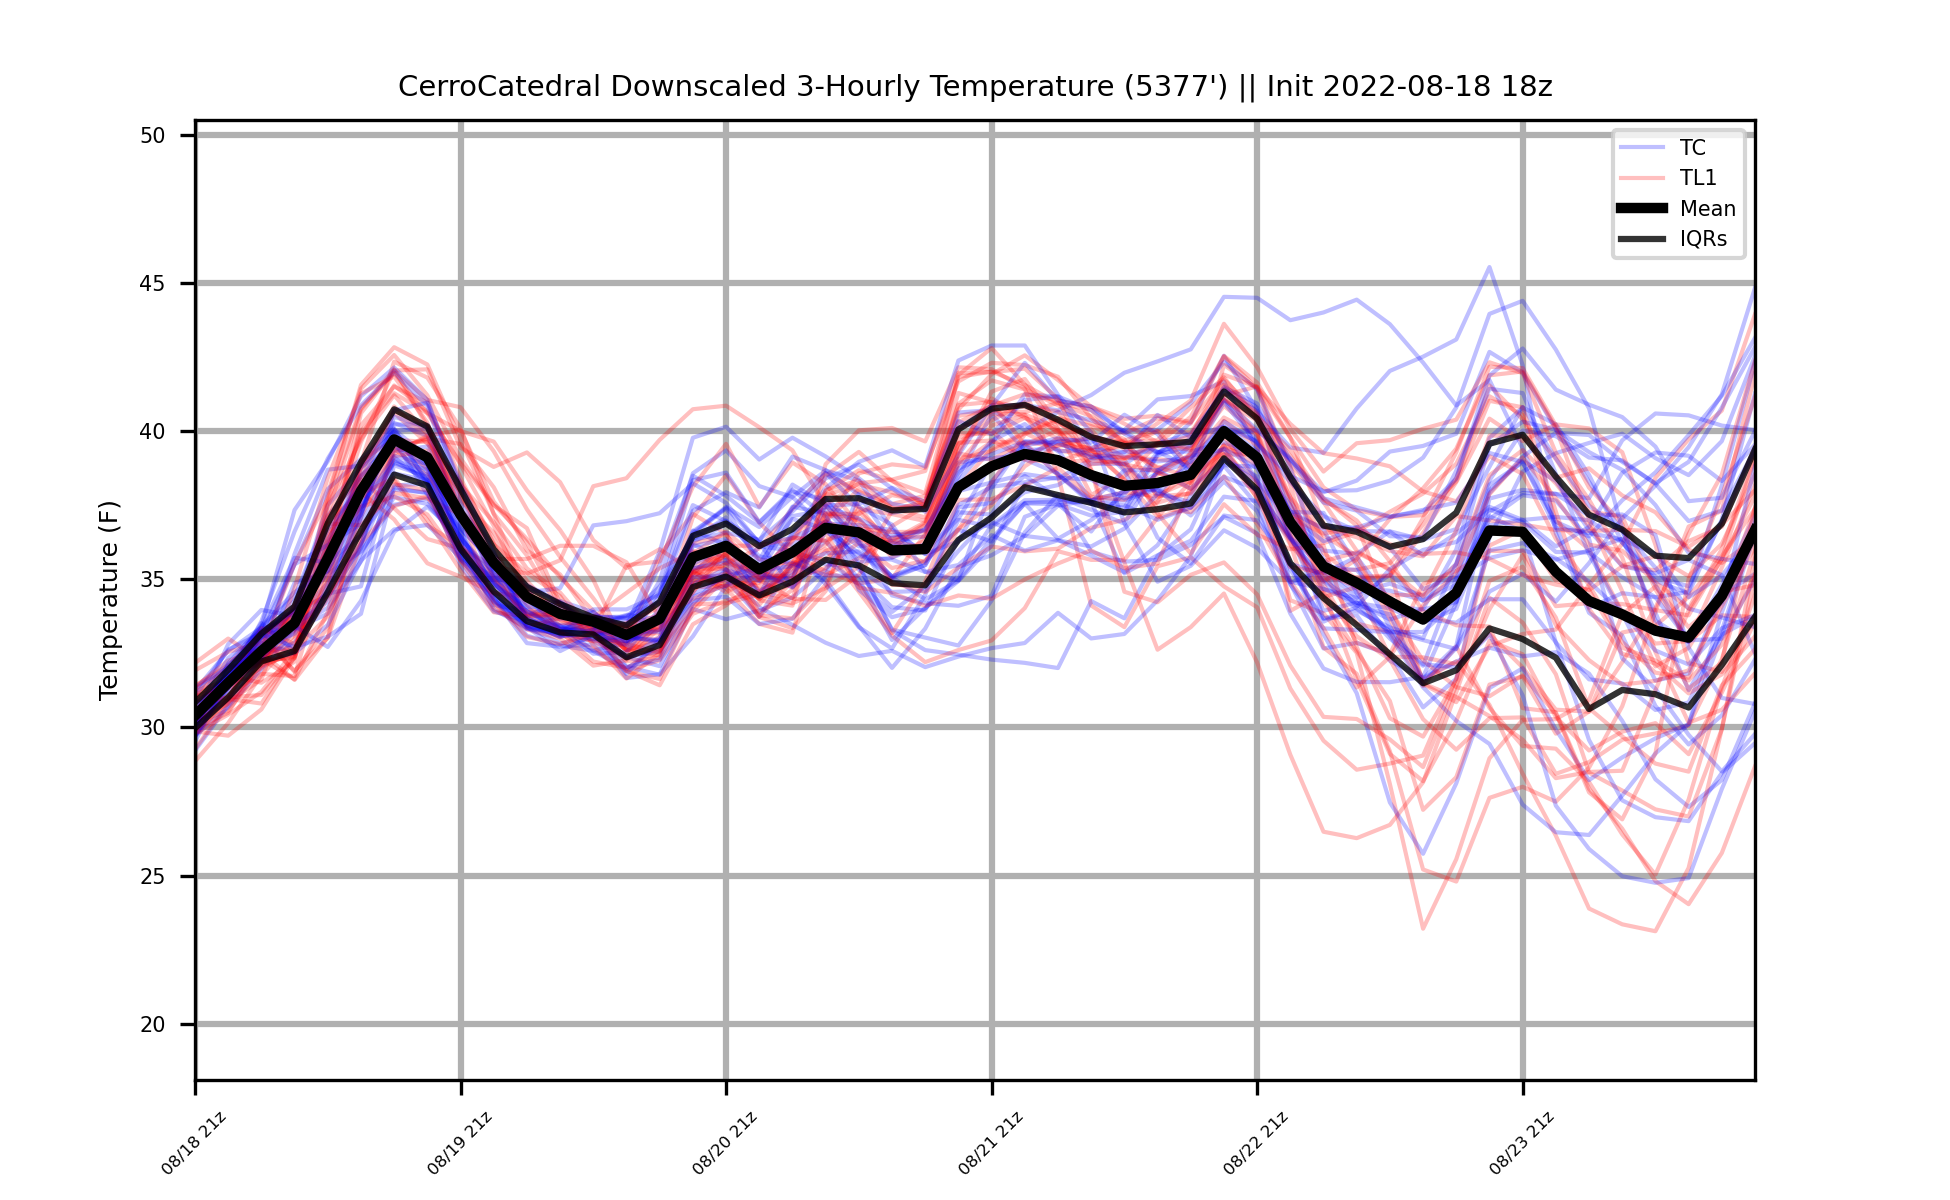 CerroCatedral Downscaled 3-Hourly Temperature (5377') || Init 2022-08-18 18z
TC
TL1
Mean
IQRs
Temperature (F)
50
45
40
35
30
25
20
08/18 21z
08/19 21z
08/20 21z
08/21 21z
08/22 21z
08/23 21z